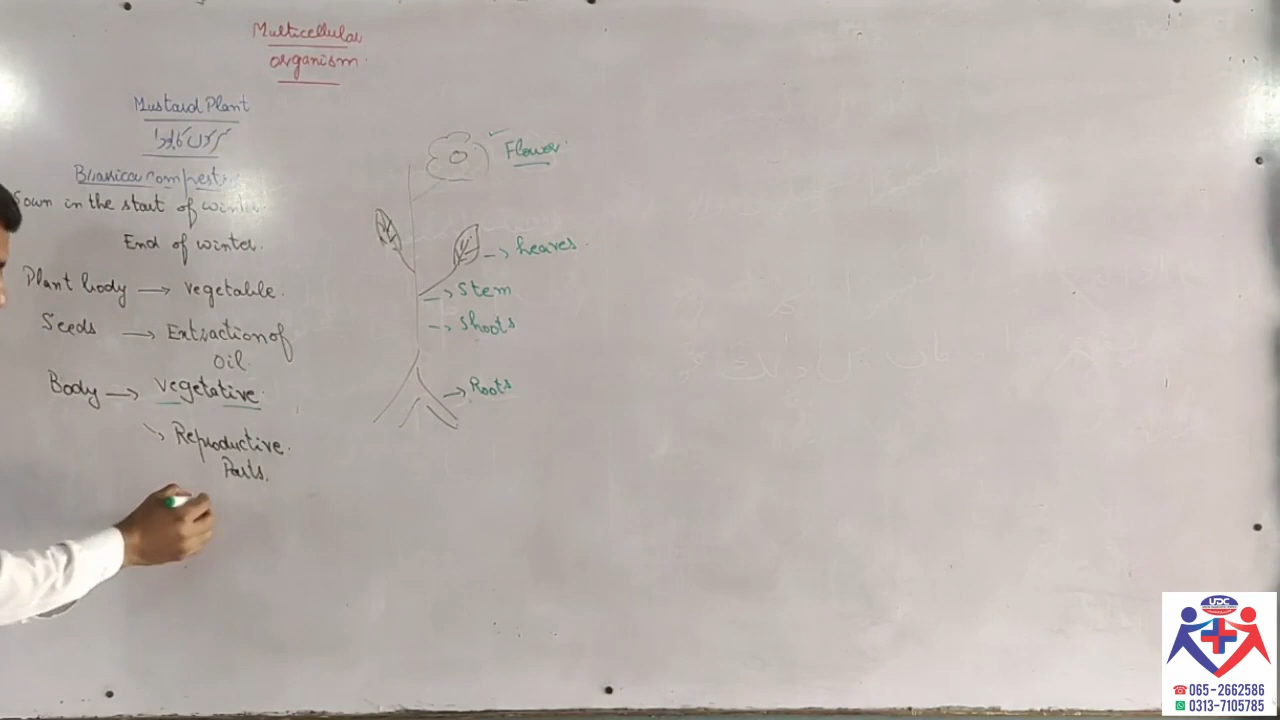 Multicellular
organism.
Mustard Plant
سرسوں کا پودا
Brassica compestris
Sown in the start of winter.
End of winter.
Plant body → vegetable.
Seeds → Extraction of
Oil
Body → vegetative.
→ Reproductive.
Parts.
Flower.
→ Leaves.
→ Stem
→ Shoots
→ Roots
UDC
065-2662586
0313-7105785